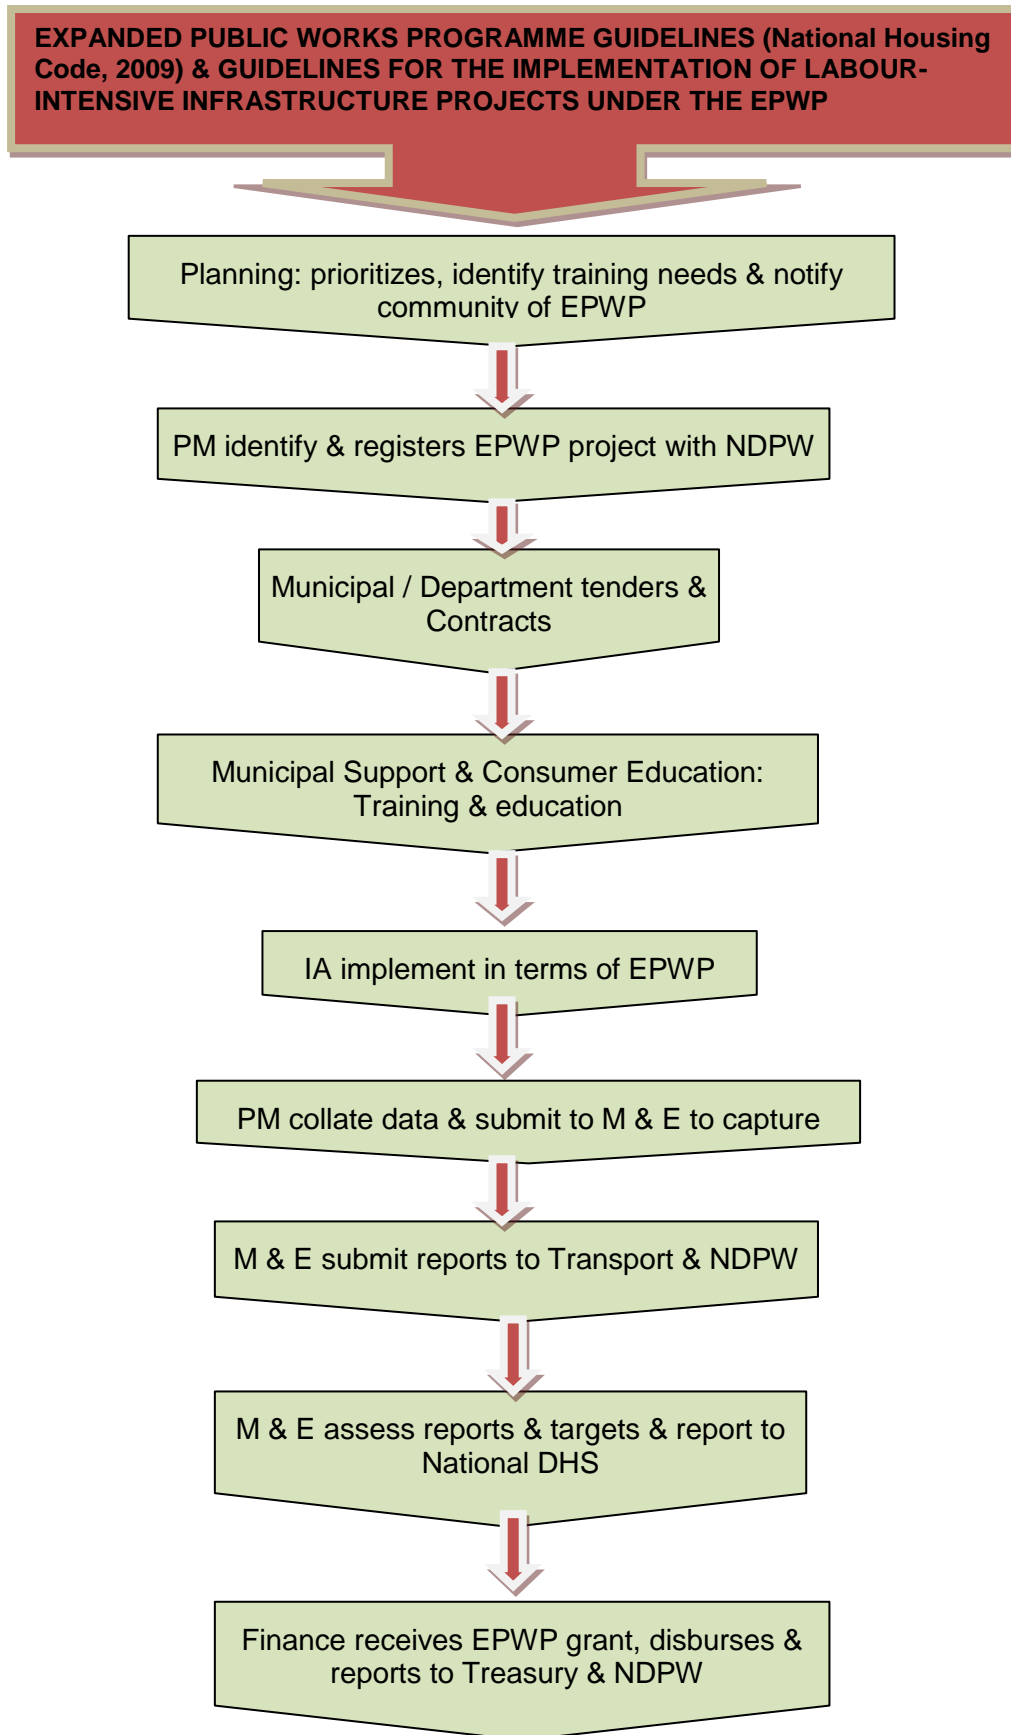 EXPANDED PUBLIC WORKS PROGRAMME GUIDELINES (National Housing
Code, 2009) & GUIDELINES FOR THE IMPLEMENTATION OF LABOUR-
INTENSIVE INFRASTRUCTURE PROJECTS UNDER THE EPWP
Planning: prioritizes, identify training needs & notify
community of EPWP
PM identify & registers EPWP project with NDPW
Municipal / Department tenders &
Contracts
Municipal Support & Consumer Education:
Training & education
IA implement in terms of EPWP
PM collate data & submit to M & E to capture
M & E submit reports to Transport & NDPW
M & E assess reports & targets & report to
National DHS
Finance receives EPWP grant, disburses &
reports to Treasury & NDPW